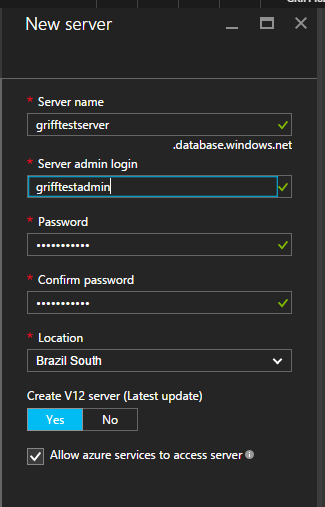 New server
* Server name
grifftestserver
.database.windows.net
* Server admin login
grifftestadmin
* Password
•••••••••••
* Confirm password
•••••••••••
* Location
Brazil South
Create V12 server (Latest update)
Yes No
Allow azure services to access server